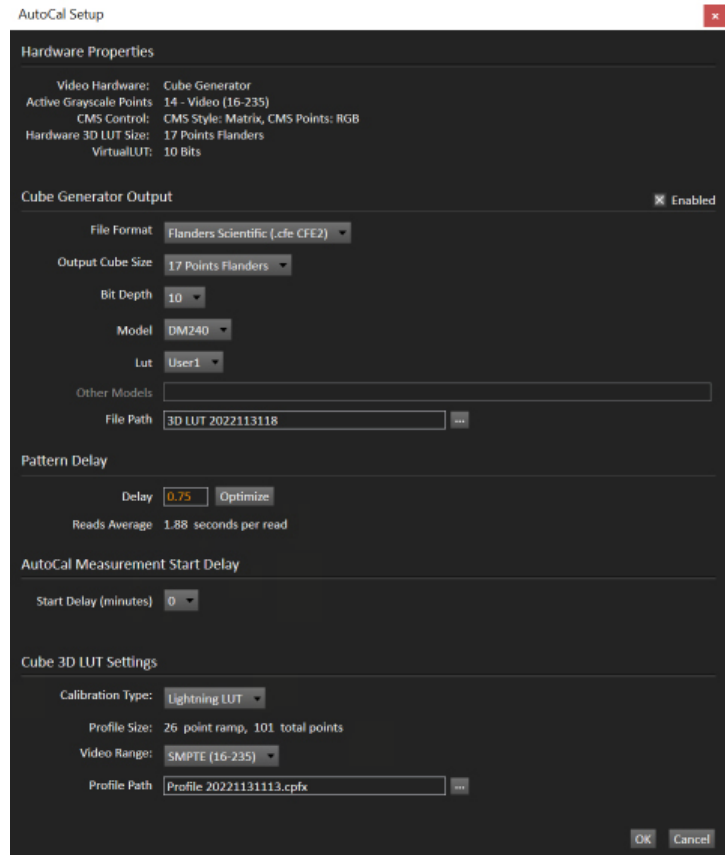 AutoCal Setup
Hardware Properties
Video Hardware: Cube Generator
Active Grayscale Points 14 - Video (16-235)
CMS Control: CMS Style: Matrix, CMS Points: RGB
Hardware 3D LUT Size: 17 Points Flanders
VirtualLUT: 10 Bits
Cube Generator Output Enabled
File Format Flanders Scientific (.cfe CFE2)
Output Cube Size 17 Points Flanders
Bit Depth 10
Model DM240
Lut User1
Other Models
File Path 3D LUT 2022113118 ...
Pattern Delay
Delay 0.75 Optimize
Reads Average 1.88 seconds per read
AutoCal Measurement Start Delay
Start Delay (minutes) 0
Cube 3D LUT Settings
Calibration Type: Lightning LUT
Profile Size: 26 point ramp, 101 total points
Video Range: SMPTE (16-235)
Profile Path Profile 20221131113.cpfx ...
OK Cancel